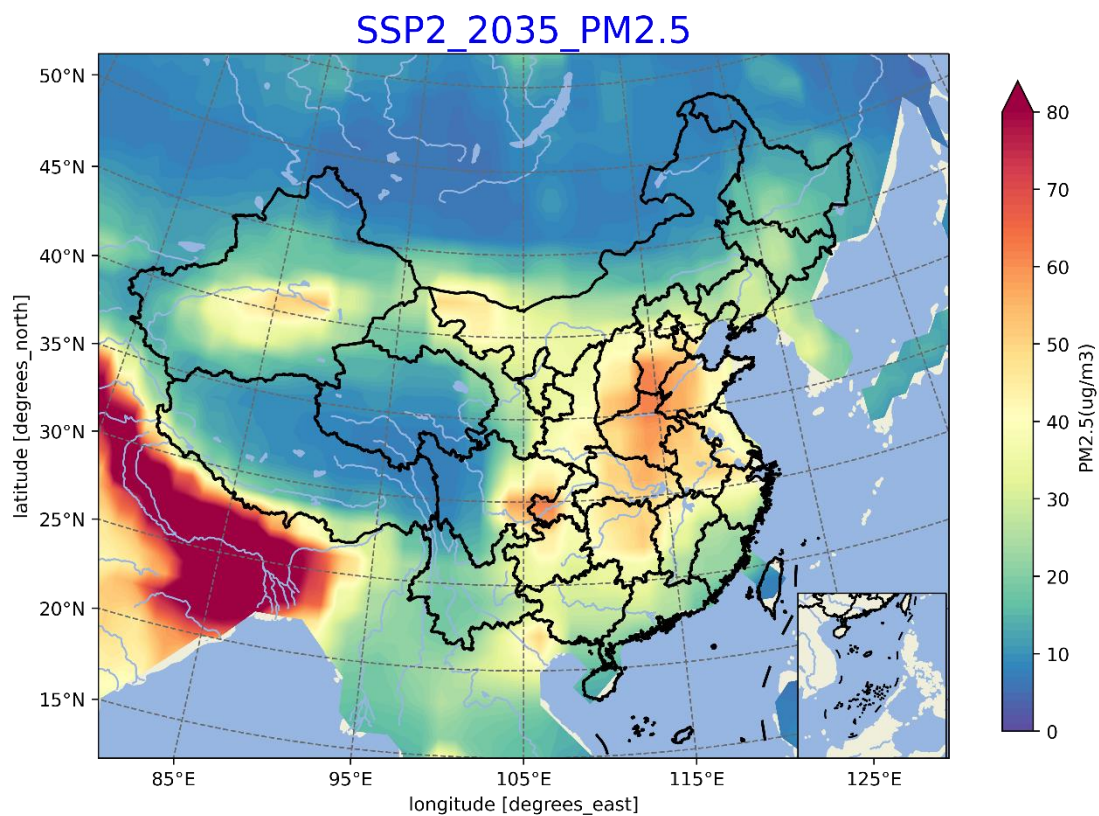 SSP2_2035_PM2.5
50°N
45°N
40°N
35°N
30°N
25°N
20°N
15°N
latitude [degrees_north]
85°E
95°E
105°E
115°E
125°E
longitude [degrees_east]
80
70
60
50
40
30
20
10
0
PM2.5(ug/m3)